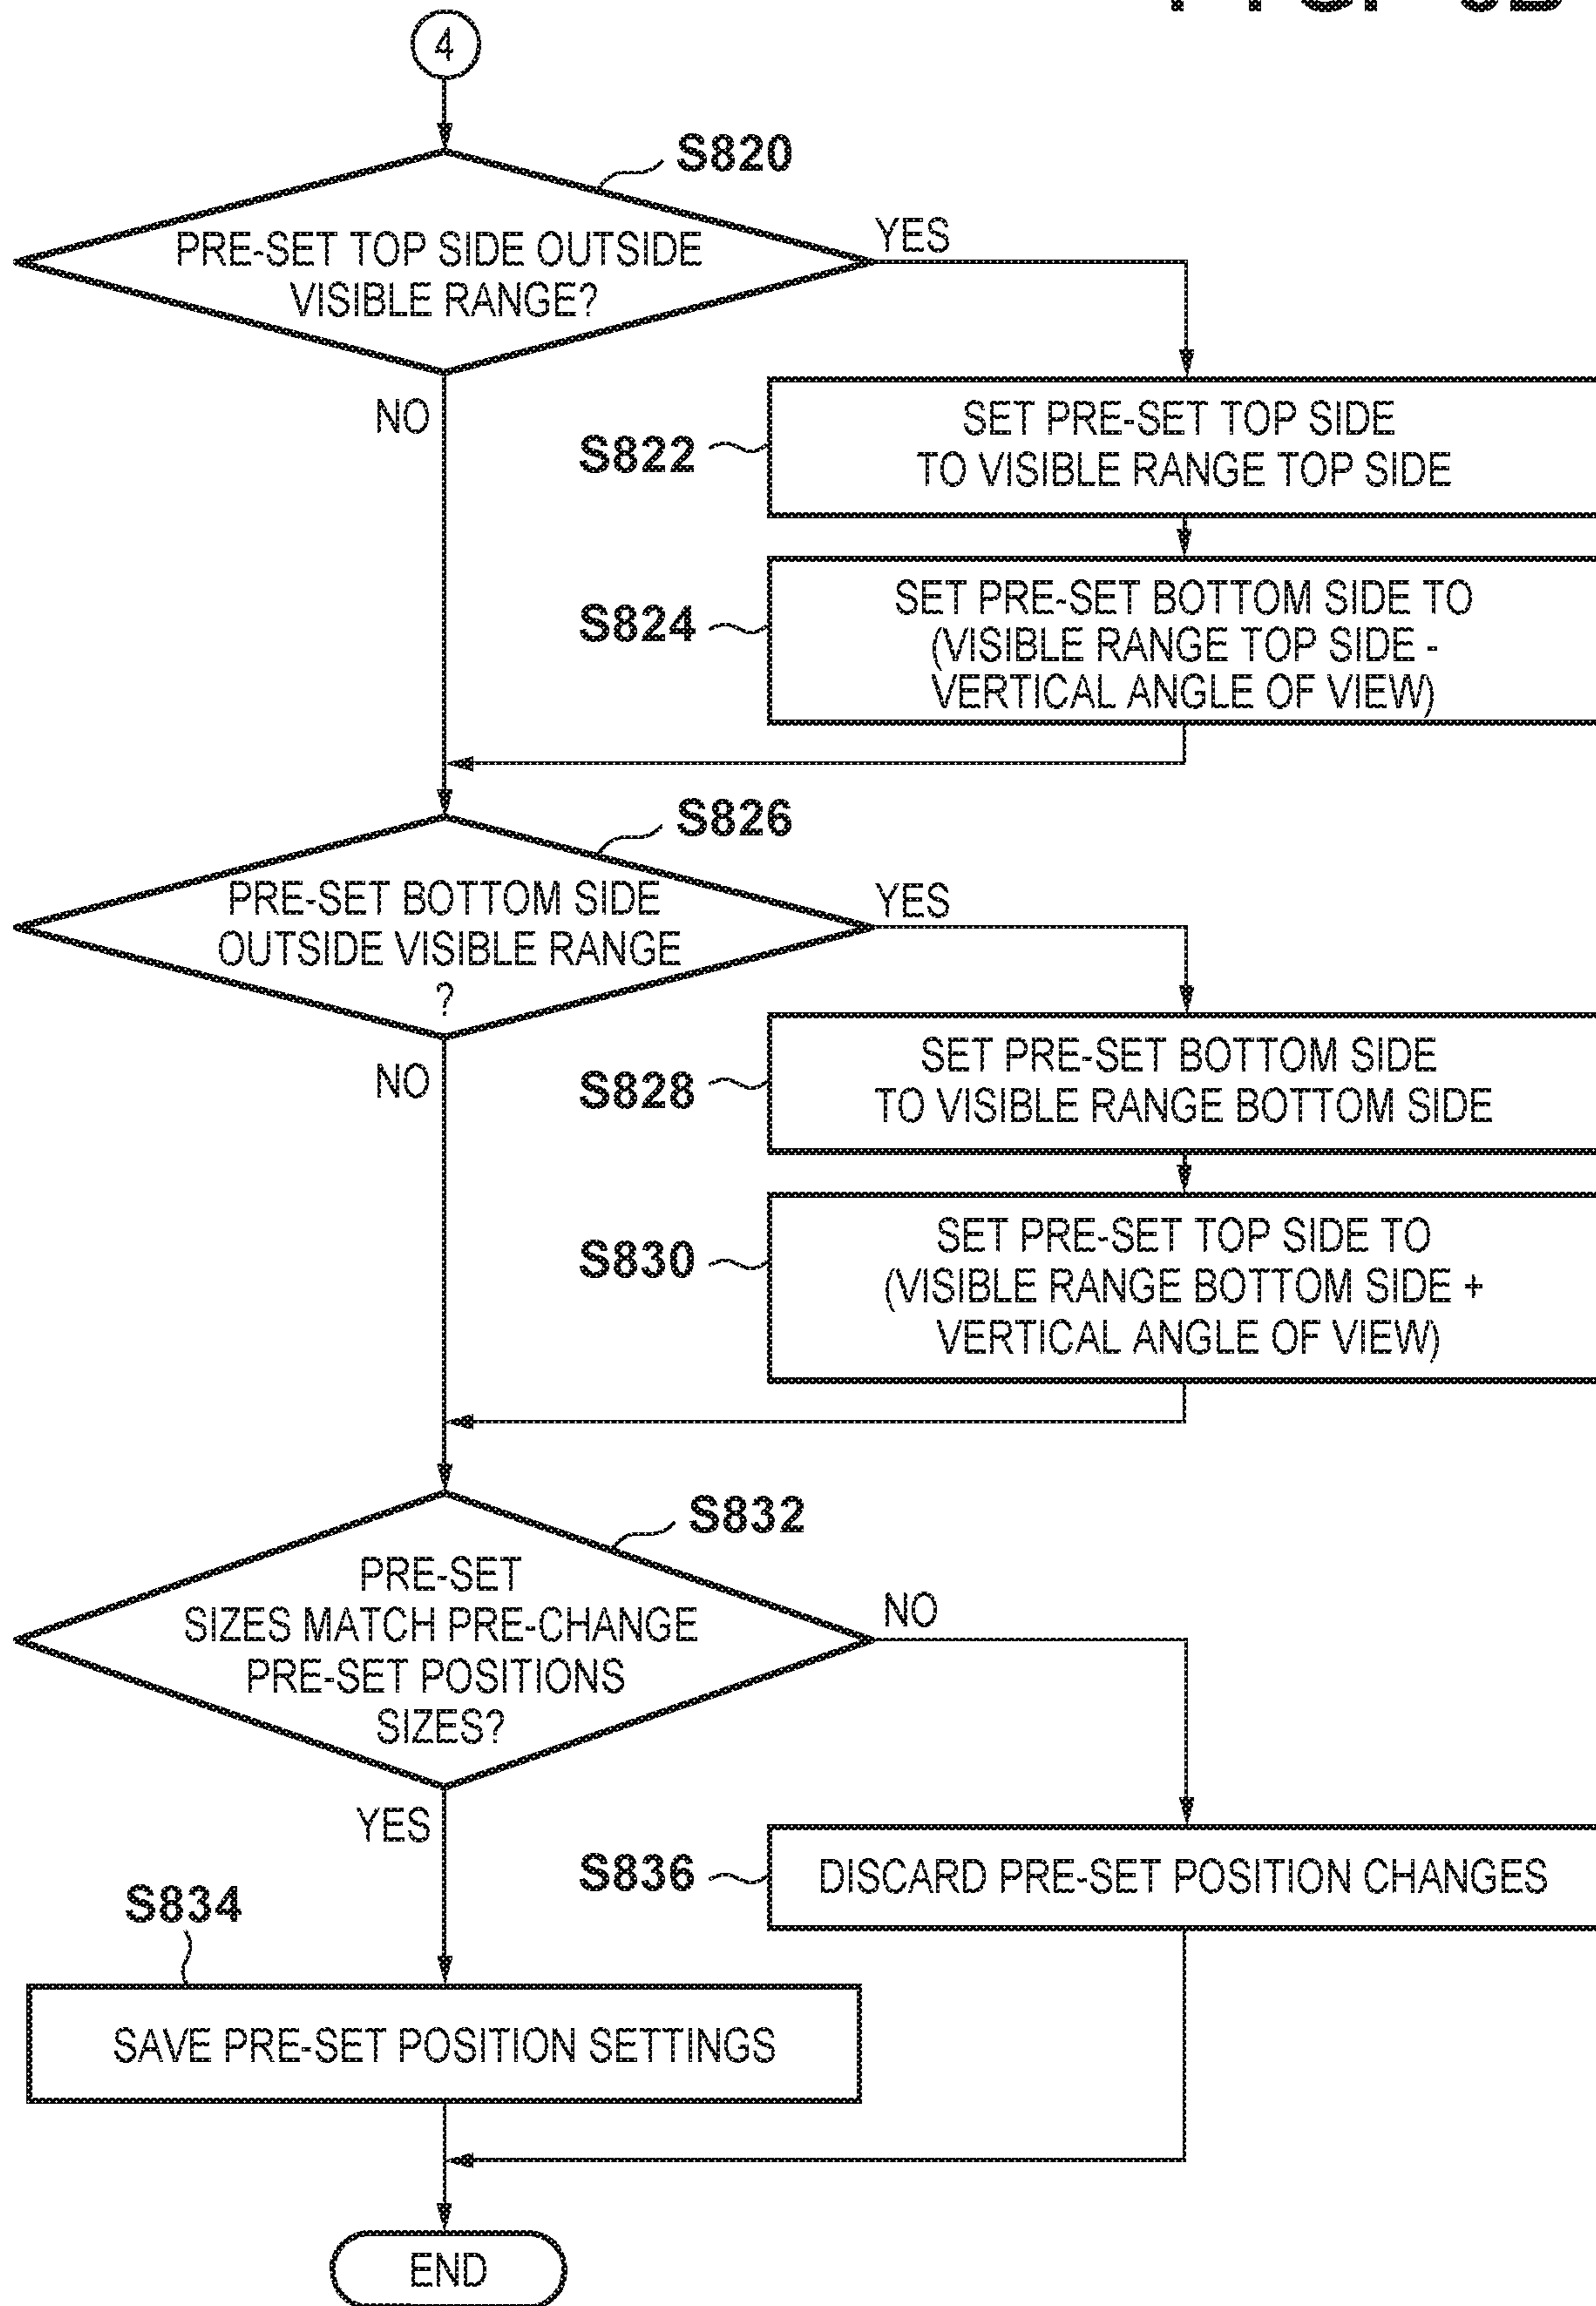 4
S820
PRE-SET TOP SIDE OUTSIDE
VISIBLE RANGE?
YES
NO
S822
SET PRE-SET TOP SIDE
TO VISIBLE RANGE TOP SIDE
S824
SET PRE-SET BOTTOM SIDE TO
(VISIBLE RANGE TOP SIDE -
VERTICAL ANGLE OF VIEW)
S826
PRE-SET BOTTOM SIDE
OUTSIDE VISIBLE RANGE
?
YES
NO
S828
SET PRE-SET BOTTOM SIDE
TO VISIBLE RANGE BOTTOM SIDE
S830
SET PRE-SET TOP SIDE TO
(VISIBLE RANGE BOTTOM SIDE +
VERTICAL ANGLE OF VIEW)
S832
PRE-SET
SIZES MATCH PRE-CHANGE
PRE-SET POSITIONS
SIZES?
NO
YES
S836
DISCARD PRE-SET POSITION CHANGES
S834
SAVE PRE-SET POSITION SETTINGS
END